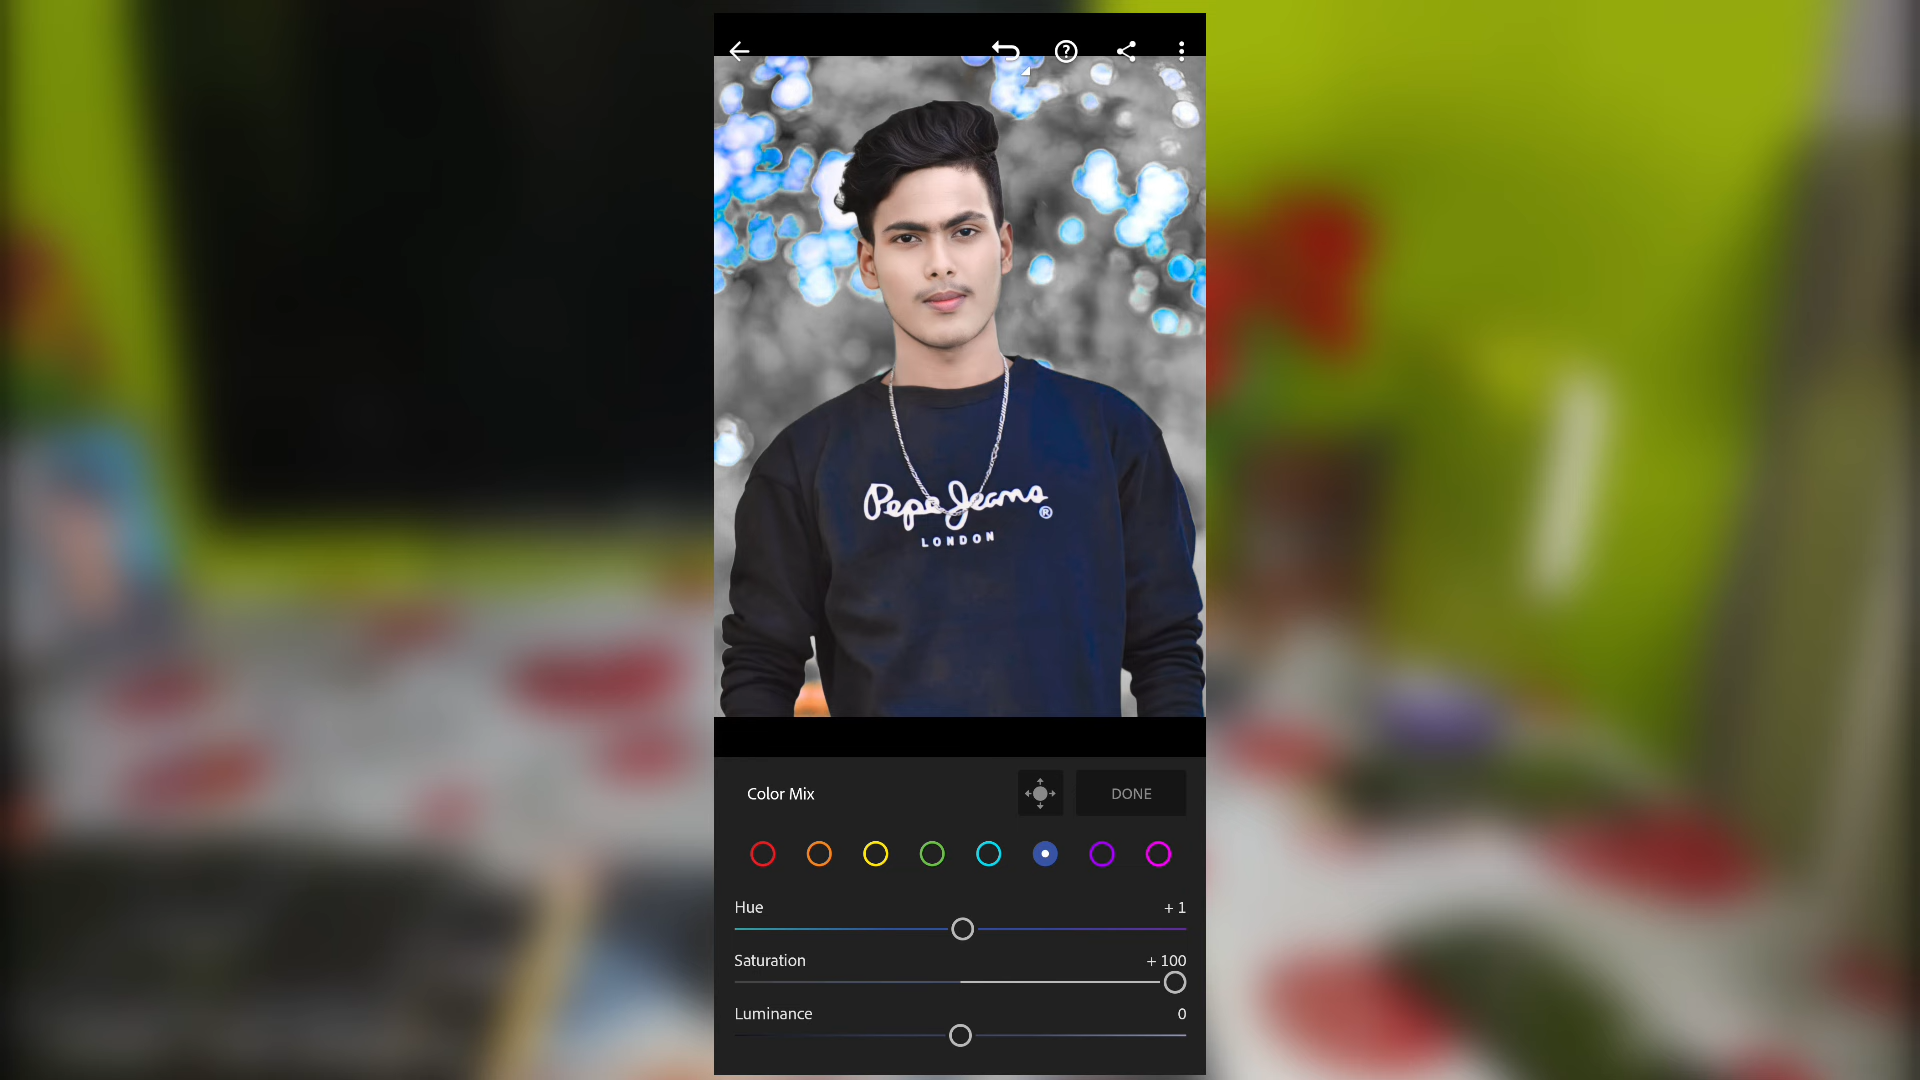 Pepe Jeans ®
LONDON
Color Mix
DONE
Hue
+ 1
Saturation
+ 100
Luminance
0